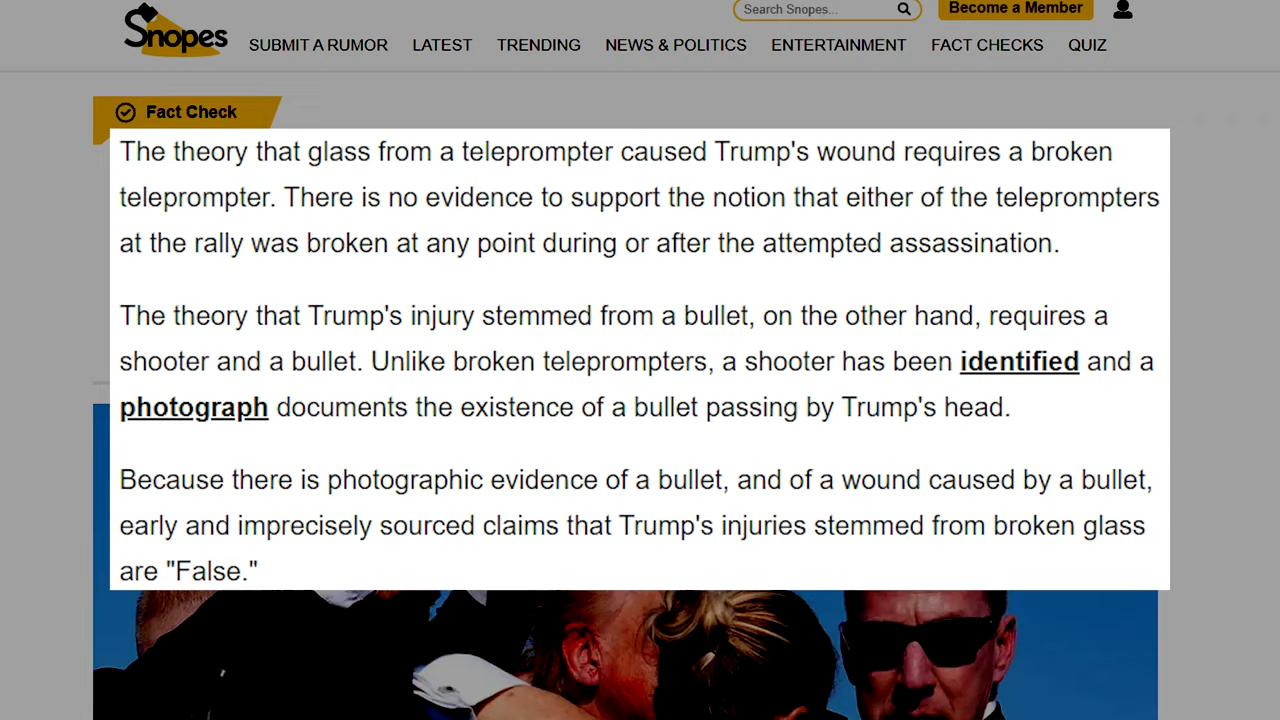 Snopes
Search Snopes...
Become a Member
SUBMIT A RUMOR LATEST TRENDING NEWS & POLITICS ENTERTAINMENT FACT CHECKS QUIZ
Fact Check
The theory that glass from a teleprompter caused Trump's wound requires a broken
teleprompter. There is no evidence to support the notion that either of the teleprompters
at the rally was broken at any point during or after the attempted assassination.
The theory that Trump's injury stemmed from a bullet, on the other hand, requires a
shooter and a bullet. Unlike broken teleprompters, a shooter has been identified and a
photograph documents the existence of a bullet passing by Trump's head.
Because there is photographic evidence of a bullet, and of a wound caused by a bullet,
early and imprecisely sourced claims that Trump's injuries stemmed from broken glass
are "False."